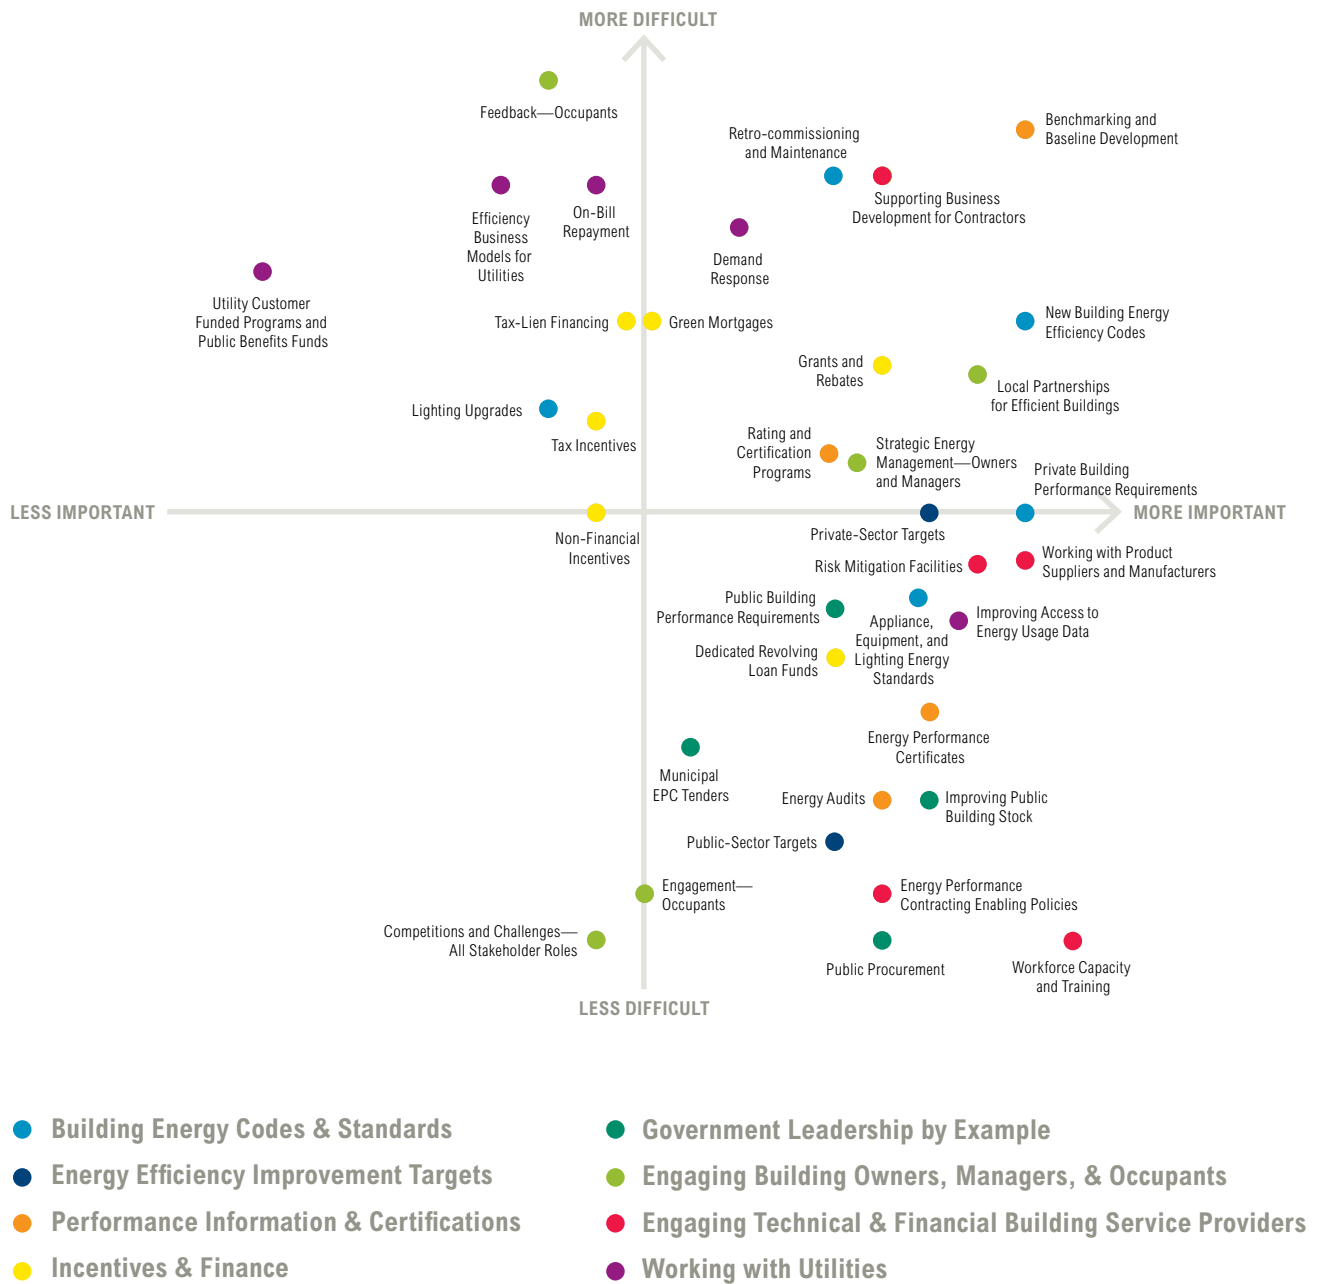 MORE DIFFICULT
Feedback—Occupants
Benchmarking and
Baseline Development
Retro-commissioning
and Maintenance
Supporting Business
Development for Contractors
Efficiency
Business
Models for
Utilities
On-Bill
Repayment
Demand
Response
Utility Customer
Funded Programs and
Public Benefits Funds
Tax-Lien Financing
Green Mortgages
New Building Energy
Efficiency Codes
Grants and
Rebates
Local Partnerships
for Efficient Buildings
Lighting Upgrades
Tax Incentives
Rating and
Certification
Programs
Strategic Energy
Management—Owners
and Managers
Private Building
Performance Requirements
LESS IMPORTANT
MORE IMPORTANT
Non-Financial
Incentives
Private-Sector Targets
Risk Mitigation Facilities
Working with Product
Suppliers and Manufacturers
Public Building
Performance Requirements
Appliance,
Equipment, and
Lighting Energy
Standards
Improving Access to
Energy Usage Data
Dedicated Revolving
Loan Funds
Energy Performance
Certificates
Municipal
EPC Tenders
Energy Audits
Improving Public
Building Stock
Public-Sector Targets
Engagement—
Occupants
Energy Performance
Contracting Enabling Policies
Competitions and Challenges—
All Stakeholder Roles
Public Procurement
Workforce Capacity
and Training
LESS DIFFICULT
Building Energy Codes & Standards
Energy Efficiency Improvement Targets
Performance Information & Certifications
Incentives & Finance
Government Leadership by Example
Engaging Building Owners, Managers, & Occupants
Engaging Technical & Financial Building Service Providers
Working with Utilities